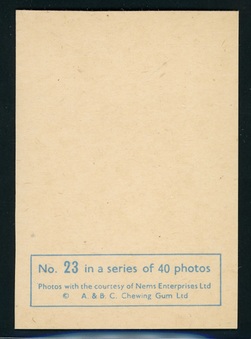 No. 23 in a series of 40 photos
Photos with the courtesy of Nems Enterprises Ltd
© A. & B. C. Chewing Gum Ltd